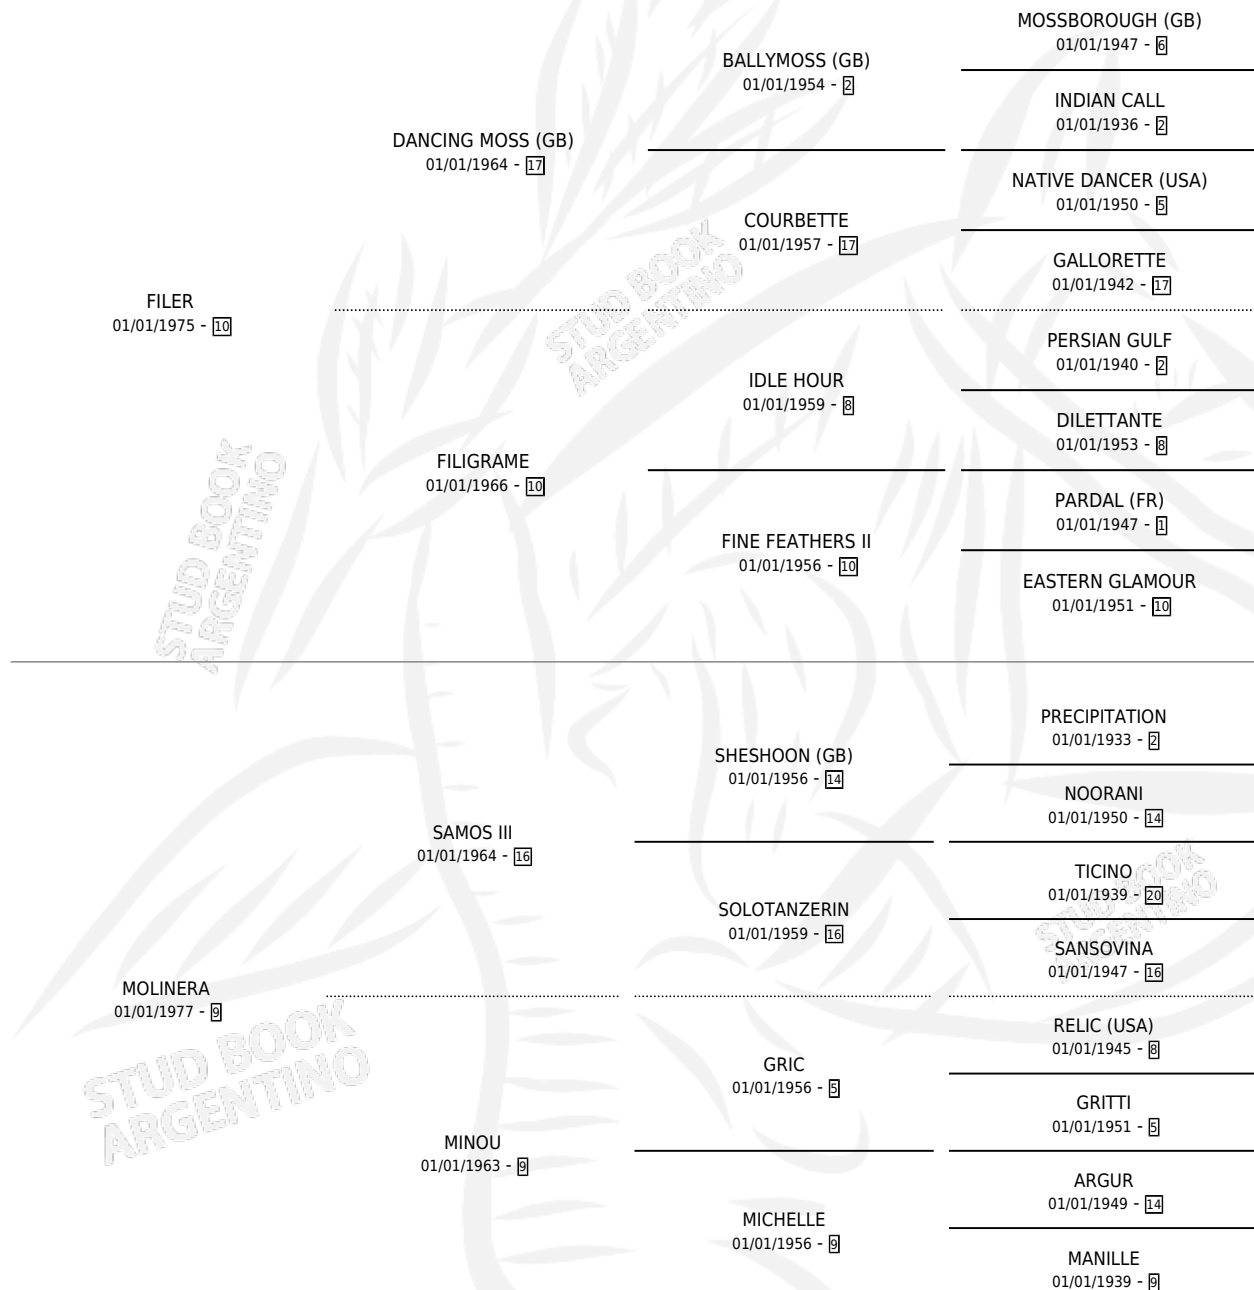 MOSSBOROUGH (GB)
01/01/1947 - 6
BALLYMOSS (GB)
01/01/1954 - 2
INDIAN CALL
01/01/1936 - 2
DANCING MOSS (GB)
01/01/1964 - 17
NATIVE DANCER (USA)
01/01/1950 - 5
COURBETTE
01/01/1957 - 17
GALLORETTE
01/01/1942 - 17
FILER
01/01/1975 - 10
PERSIAN GULF
01/01/1940 - 2
IDLE HOUR
01/01/1959 - 8
DILETTANTE
01/01/1953 - 8
FILIGRAME
01/01/1966 - 10
PARDAL (FR)
01/01/1947 - 1
FINE FEATHERS II
01/01/1956 - 10
EASTERN GLAMOUR
01/01/1951 - 10
STUD BOOK
ARGENTINO
STUD BOOK
ARGENTINO
PRECIPITATION
01/01/1933 - 2
SHESHOON (GB)
01/01/1956 - 14
NOORANI
01/01/1950 - 14
SAMOS III
01/01/1964 - 16
TICINO
01/01/1939 - 20
SOLOTANZERIN
01/01/1959 - 16
SANSOVINA
01/01/1947 - 16
STUD BOOK
ARGENTINO
MOLINERA
01/01/1977 - 9
RELIC (USA)
01/01/1945 - 8
GRIC
01/01/1956 - 5
GRITTI
01/01/1951 - 5
STUD BOOK
ARGENTINO
MINOU
01/01/1963 - 9
ARGUR
01/01/1949 - 14
MICHELLE
01/01/1956 - 9
MANILLE
01/01/1939 - 9